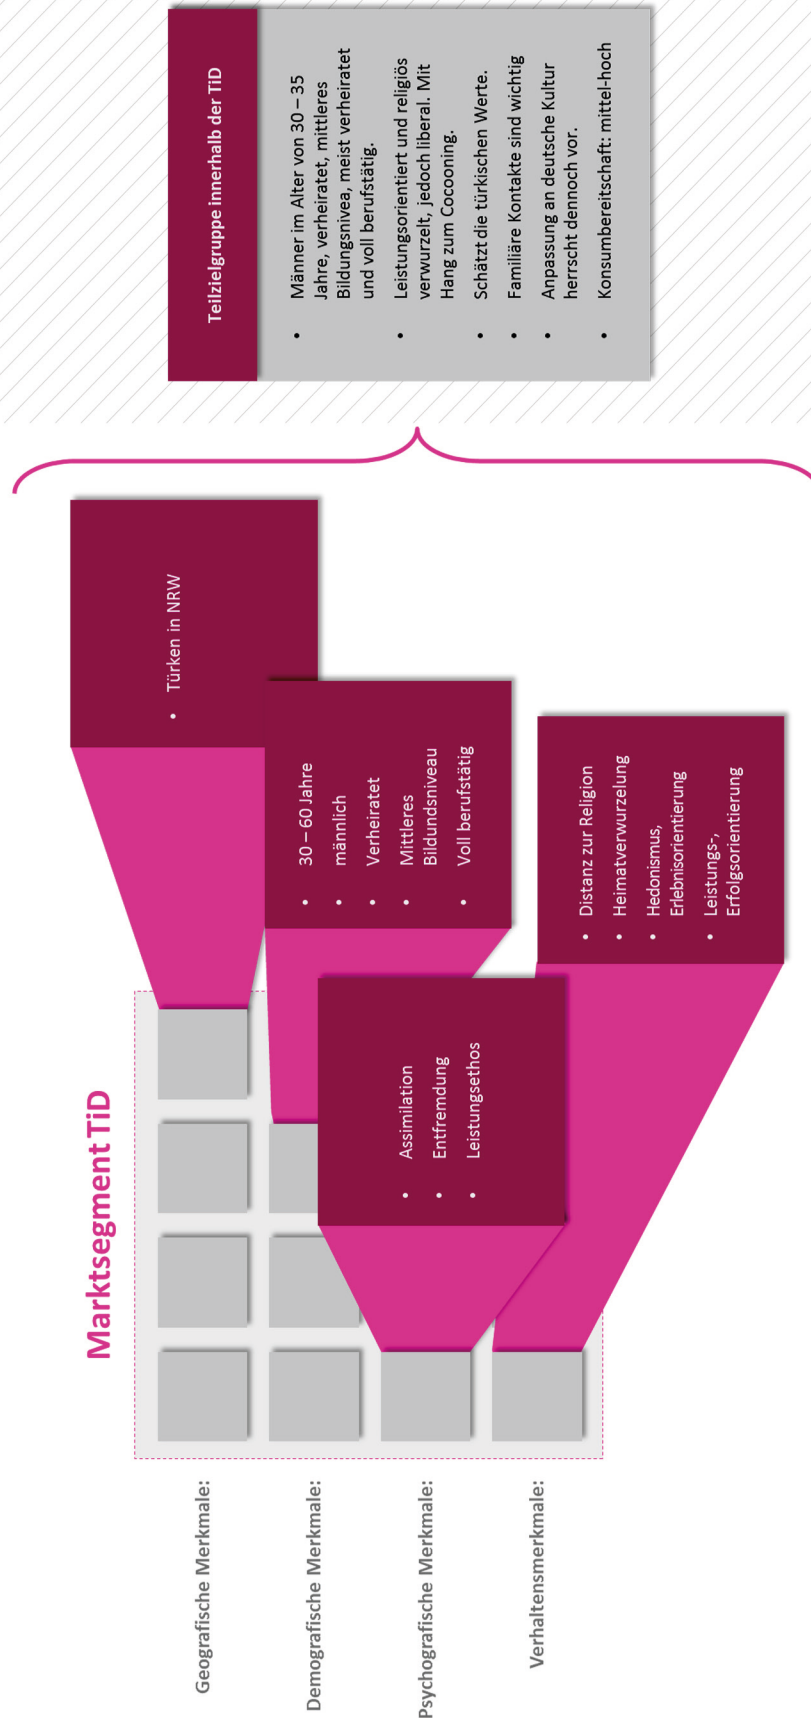 Marktsegment TiD
Geografische Merkmale:
Demografische Merkmale:
Psychografische Merkmale:
Verhaltensmerkmale:
• Türken in NRW
• 30 – 60 Jahre
• männlich
• Verheiratet
• Mittleres
Bildundsniveau
• Voll berufstätig
• Assimilation
• Entfremdung
• Leistungsethos
• Distanz zur Religion
• Heimatverwurzelung
• Hedonismus,
Erlebnisorientierung
• Leistungs-,
Erfolgsorientierung
Teilzielgruppe innerhalb der TiD
• Männer im Alter von 30 – 35
Jahre, verheiratet, mittleres
Bildungsnivea, meist verheiratet
und voll berufstätig.
• Leistungsorientiert und religiös
verwurzelt, jedoch liberal. Mit
Hang zum Cocooning.
• Schätzt die türkischen Werte.
• Familiäre Kontakte sind wichtig
• Anpassung an deutsche Kultur
herrscht dennoch vor.
• Konsumbereitschaft: mittel-hoch